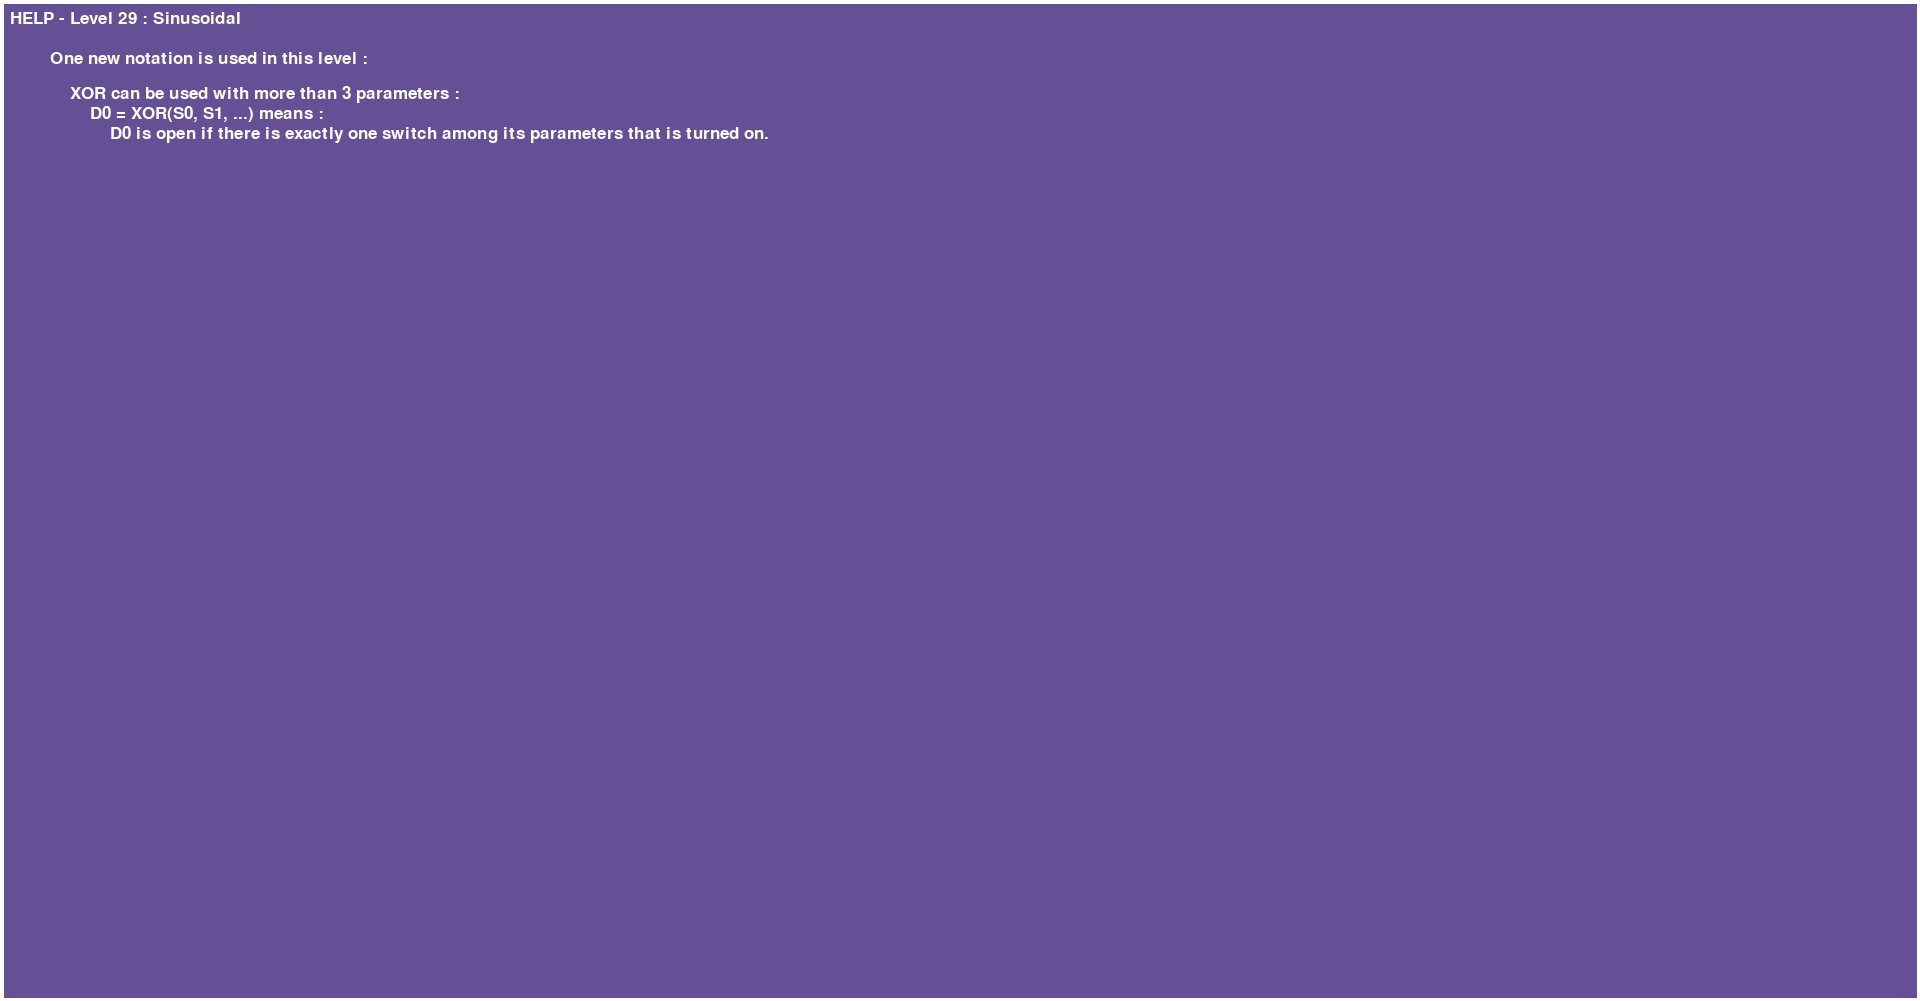 HELP - Level 29 : Sinusoidal
One new notation is used in this level :
XOR can be used with more than 3 parameters :
D0 = XOR(S0, S1, ...) means :
D0 is open if there is exactly one switch among its parameters that is turned on.